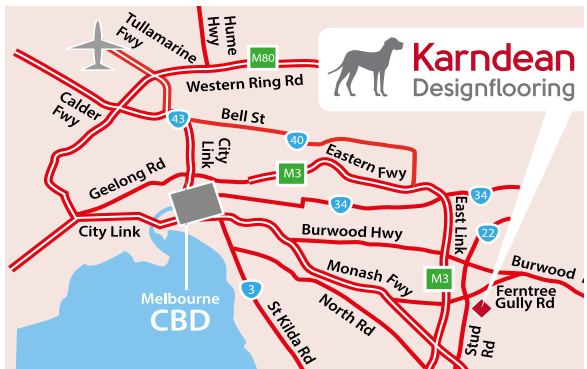 Tullamarine
Fwy
Hume
Hwy
M80
Western Ring Rd
Karndean
Designflooring
Calder
Fwy
43
Bell St
40
City
Link
Eastern Fwy
M3
Geelong Rd
34
34
East Link
22
City Link
Burwood Hwy
Burwood H
Monash Fwy
M3
Ferntree
Gully Rd
Melbourne
CBD
3
St Kilda Rd
North Rd
Stud
Rd